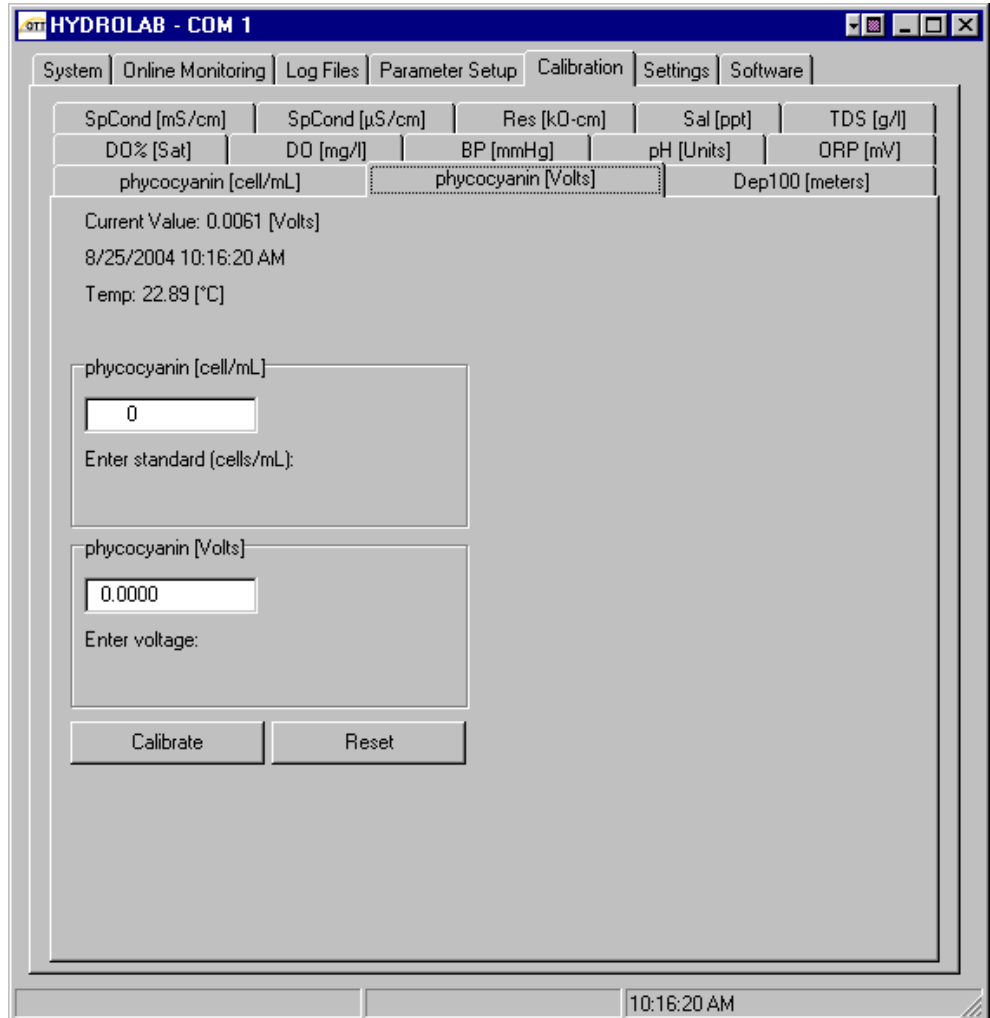 OTT HYDROLAB - COM 1
System Online Monitoring Log Files Parameter Setup Calibration Settings Software
SpCond [mS/cm] SpCond [µS/cm] Res [kO-cm] Sal [ppt] TDS [g/l]
DO% [Sat] DO [mg/l] BP [mmHg] pH [Units] ORP [mV]
phycocyanin [cell/mL] phycocyanin [Volts] Dep100 [meters]
Current Value: 0.0061 [Volts]
8/25/2004 10:16:20 AM
Temp: 22.89 [°C]
phycocyanin [cell/mL]
0
Enter standard (cells/mL):
phycocyanin [Volts]
0.0000
Enter voltage:
Calibrate Reset
10:16:20 AM